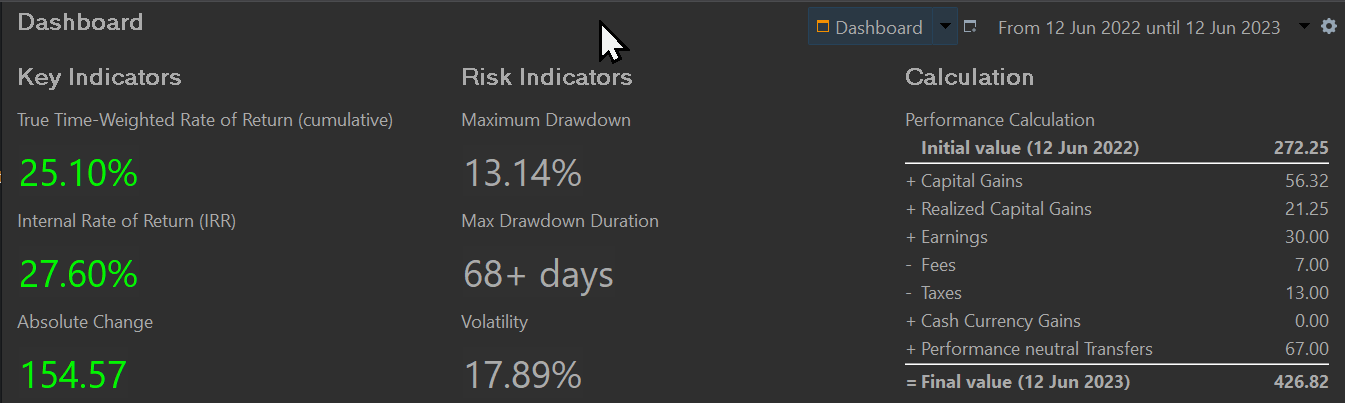 Dashboard
Dashboard From 12 Jun 2022 until 12 Jun 2023
Key Indicators
True Time-Weighted Rate of Return (cumulative)
25.10%
Internal Rate of Return (IRR)
27.60%
Absolute Change
154.57
Risk Indicators
Maximum Drawdown
13.14%
Max Drawdown Duration
68+ days
Volatility
17.89%
Calculation
Performance Calculation
Initial value (12 Jun 2022) 272.25
+ Capital Gains 56.32
+ Realized Capital Gains 21.25
+ Earnings 30.00
- Fees 7.00
- Taxes 13.00
+ Cash Currency Gains 0.00
+ Performance neutral Transfers 67.00
= Final value (12 Jun 2023) 426.82